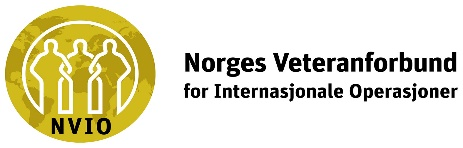 NVIO
Norges Veteranforbund
for Internasjonale Operasjoner